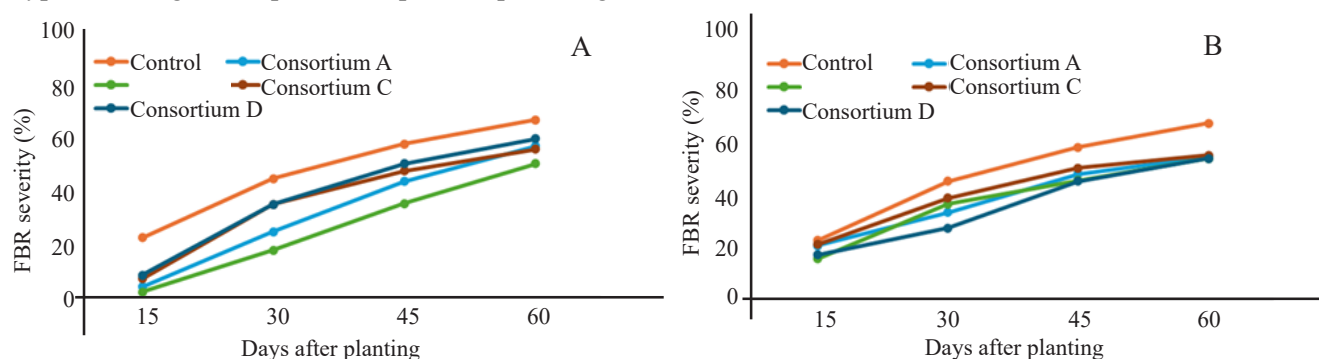 100
80
60
40
20
0
FBR severity (%)
Control
Consortium A
Consortium C
Consortium D
A
15 30 45 60
Days after planting
100
80
60
40
20
0
FBR severity (%)
Control
Consortium A
Consortium C
Consortium D
B
15 30 45 60
Days after planting